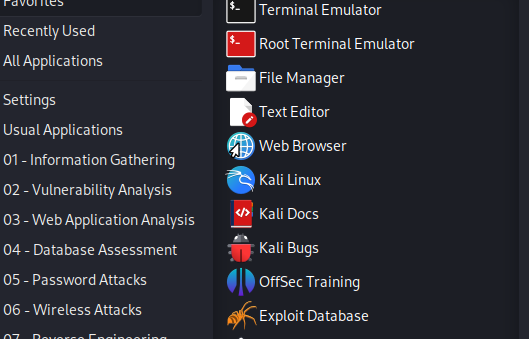 Favorites
Recently Used
All Applications
Settings
Usual Applications
01 - Information Gathering
02 - Vulnerability Analysis
03 - Web Application Analysis
04 - Database Assessment
05 - Password Attacks
06 - Wireless Attacks
07 - Reverse Engineering
Terminal Emulator
Root Terminal Emulator
File Manager
Text Editor
Web Browser
Kali Linux
Kali Docs
Kali Bugs
OffSec Training
Exploit Database